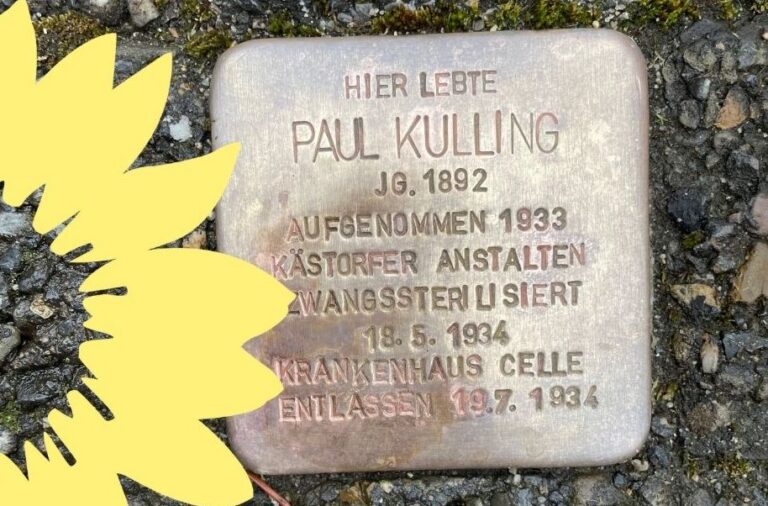 HIER LEBTE
PAUL KULLING
JG. 1892
AUFGENOMMEN 1933
KÄSTORFER ANSTALTEN
ZWANGSSTERILISIERT
18.5.1934
KRANKENHAUS CELLE
ENTLASSEN 19.7.1934